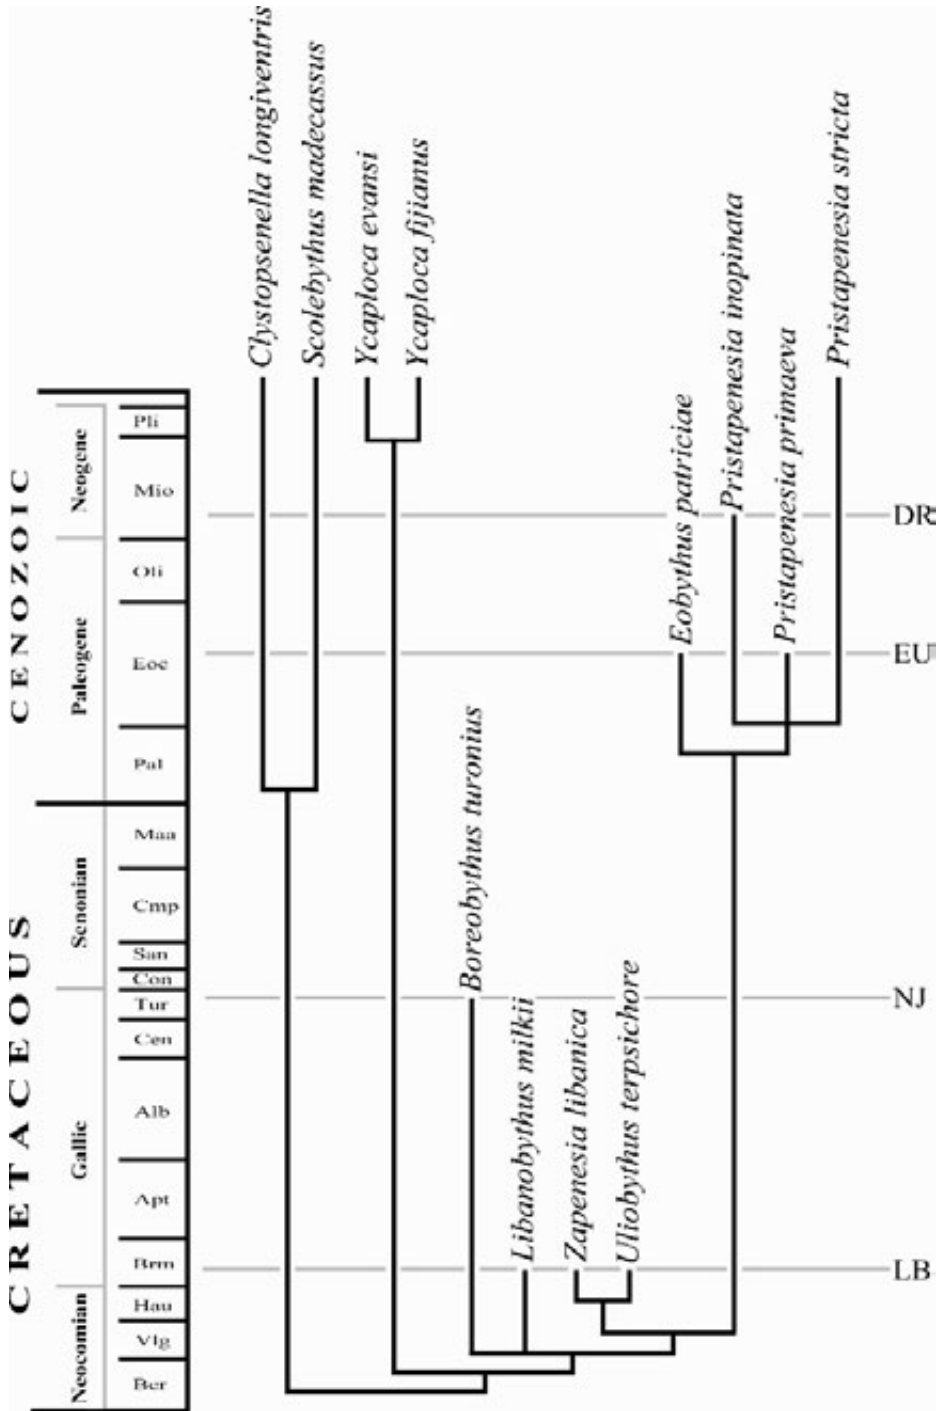 Clystopsenella longiventris
Scolebythus madecassus
Ycaploca evansi
Ycaploca fijianus
Eobythus patriciae
Pristapenesia inopinata
Pristapenesia primaeva
Pristapenesia stricta
Boreobythus turonius
Libanobythus milkii
Zapenesia libanica
Uliobythus terpsichore
CENOZOIC
Neogene
Pli
Mio
Paleogene
Oli
Eoc
Pal
CRETACEOUS
Senonian
Maa
Cmp
San
Con
Gallic
Tur
Cen
Alb
Apt
Brm
Neocomian
Hau
Vlg
Ber
DR
EU
NJ
LB